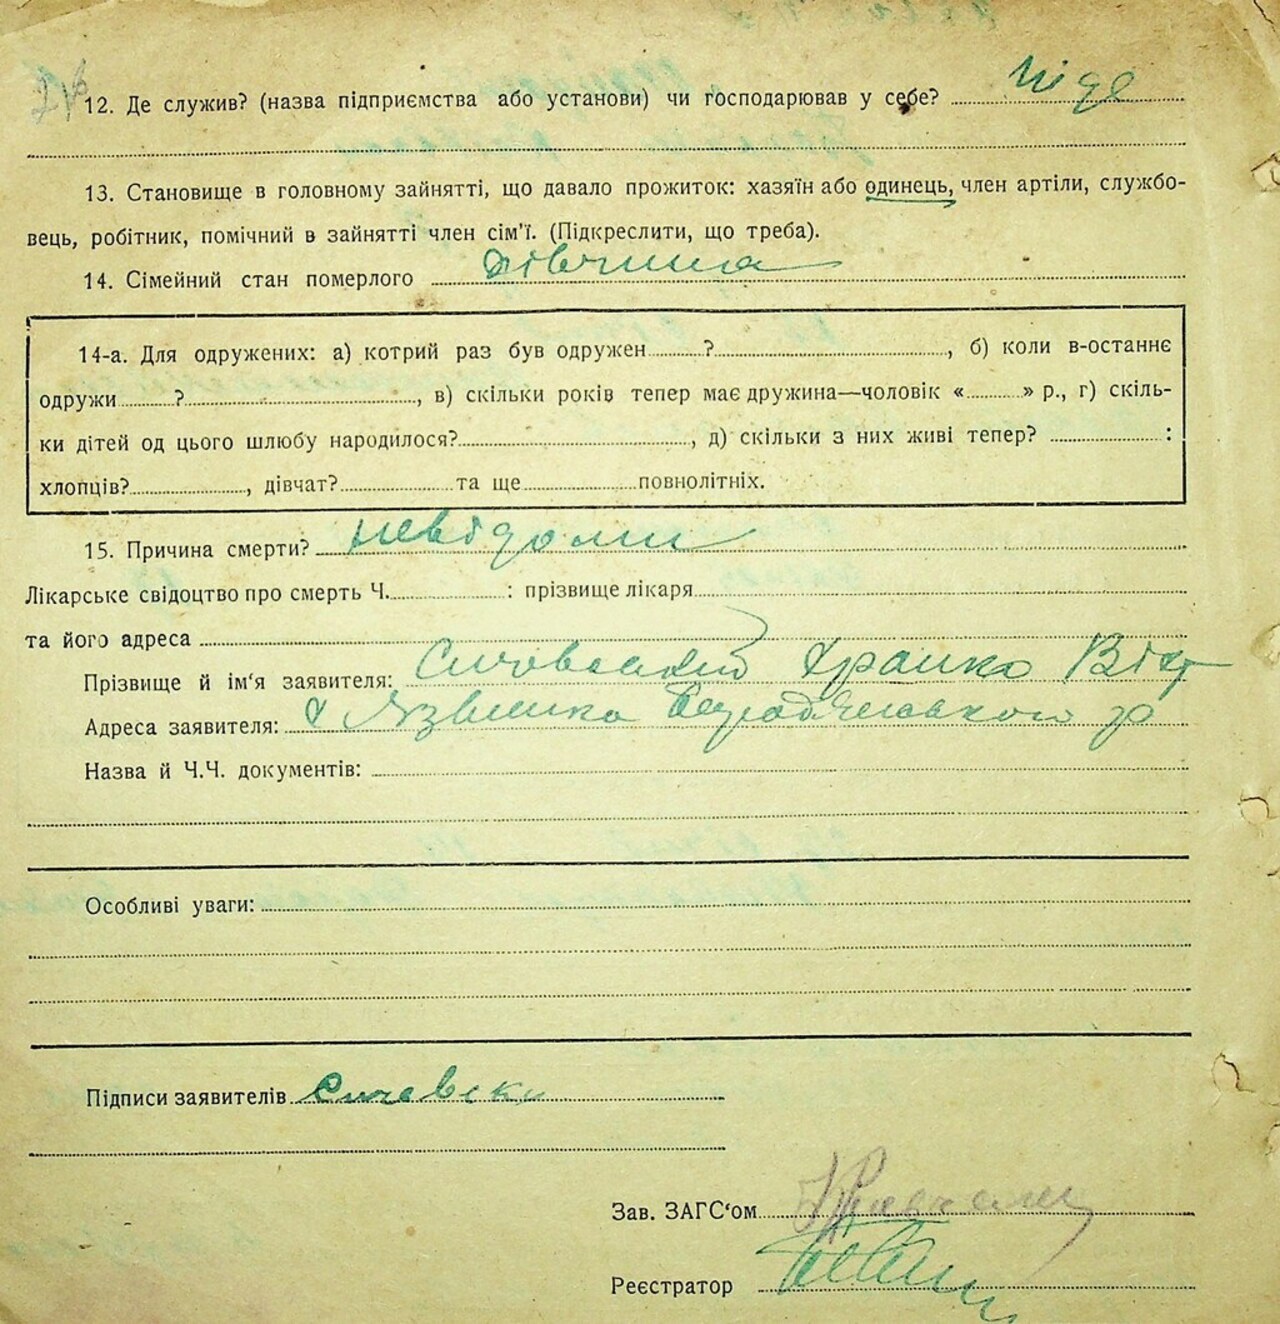 12. Де служив? (назва підприємства або установи) чи господарював у себе? ніде
13. Становище в головному зайнятті, що давало прожиток: хазяїн або одинець, член артіли, службо-
вець, робітник, помічний в зайнятті член сім'ї. (Підкреслити, що треба).
14. Сімейний стан померлого дівчина
14-а. Для одружених: а) котрий раз був одружен ? , б) коли в-останнє
одружи ? , в) скільки років тепер має дружина—чоловік « » р., г) скіль-
ки дітей од цього шлюбу народилося? , д) скільки з них живі тепер? :
хлопців? , дівчат? та ще повнолітніх.
15. Причина смерти? невідоми
Лікарське свідоцтво про смерть Ч. : прізвище лікаря
та його адреса
Прізвище й ім'я заявителя: Франко Вікт
Адреса заявителя: Язвинка
Назва й Ч.Ч. документів:
Особливі уваги:
Підписи заявителів
Зав. ЗАГС'ом
Реєстратор